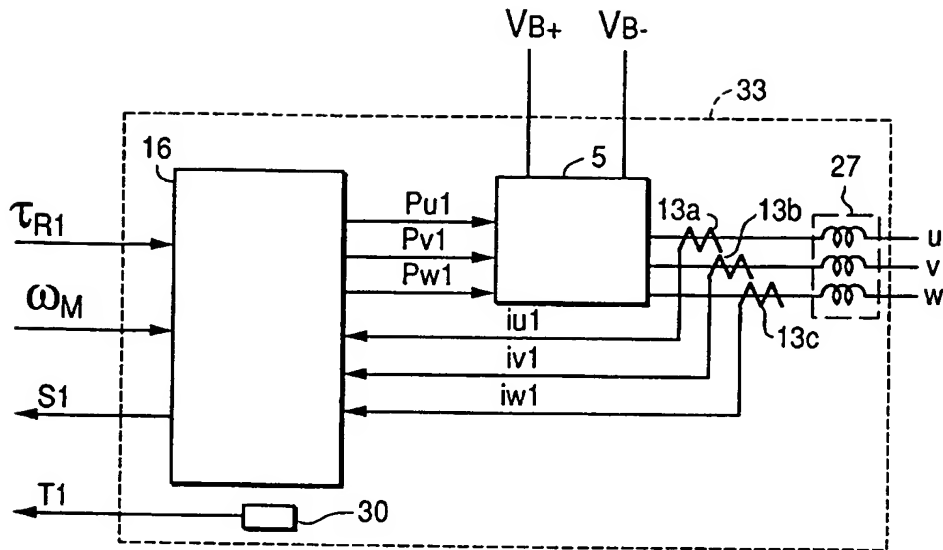 VB+ VB-
33
16
5
27
τR1
Pu1
13a
13b
u
Pv1
v
ωM
Pw1
w
iu1
13c
iv1
S1
iw1
T1
30